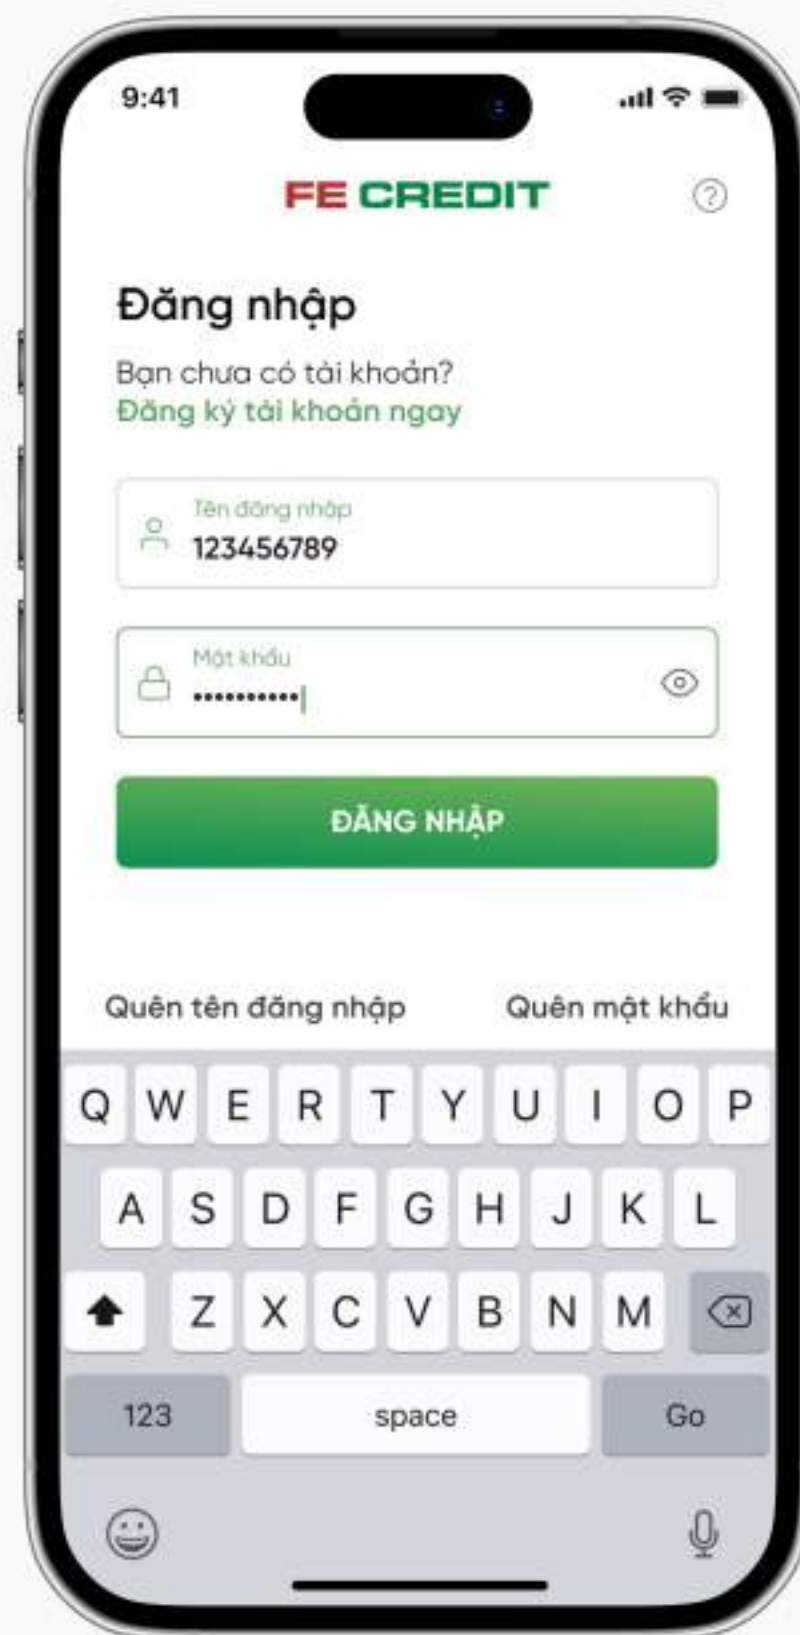 9:41
FE CREDIT
?
Đăng nhập
Bạn chưa có tài khoản?
Đăng ký tài khoản ngay
Tên đăng nhập
123456789
Mật khẩu
••••••••••
ĐĂNG NHẬP
Quên tên đăng nhập Quên mật khẩu
Q W E R T Y U I O P
A S D F G H J K L
Z X C V B N M
123 space Go